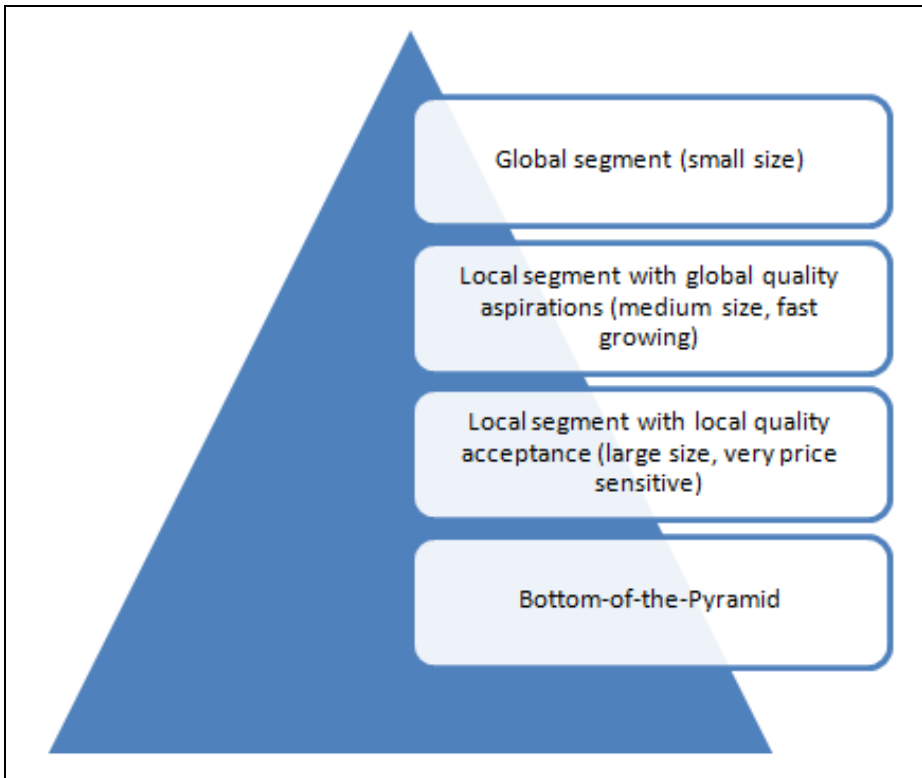 Global segment (small size)
Local segment with global quality
aspirations (medium size, fast
growing)
Local segment with local quality
acceptance (large size, very price
sensitive)
Bottom-of-the-Pyramid